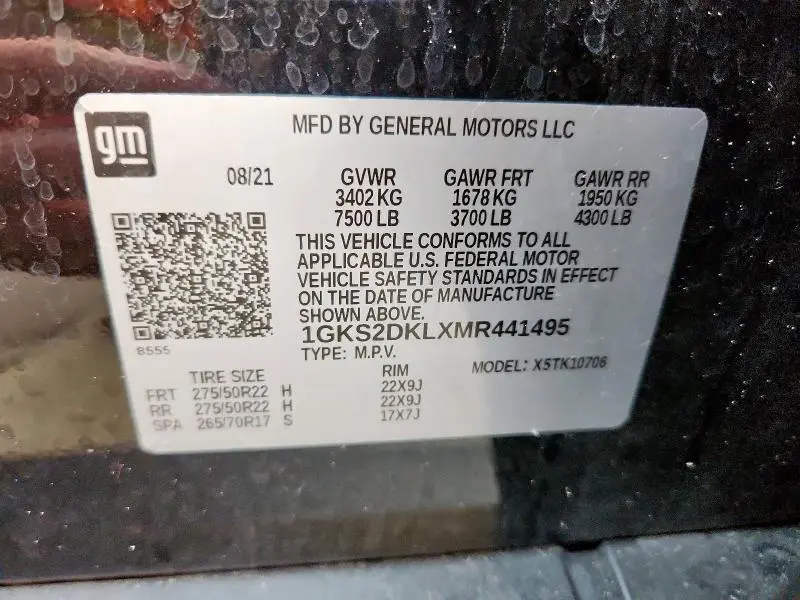 gm
MFD BY GENERAL MOTORS LLC
08/21 GVWR GAWR FRT GAWR RR
3402 KG 1678 KG 1950 KG
7500 LB 3700 LB 4300 LB
THIS VEHICLE CONFORMS TO ALL
APPLICABLE U.S. FEDERAL MOTOR
VEHICLE SAFETY STANDARDS IN EFFECT
ON THE DATE OF MANUFACTURE
SHOWN ABOVE.
1GKS2DKLXMR441495
8555
TYPE: M.P.V. MODEL: X5TK10706
TIRE SIZE RIM
FRT 275/50R22 H 22X9J
RR 275/50R22 H 22X9J
SPA 265/70R17 S 17X7J